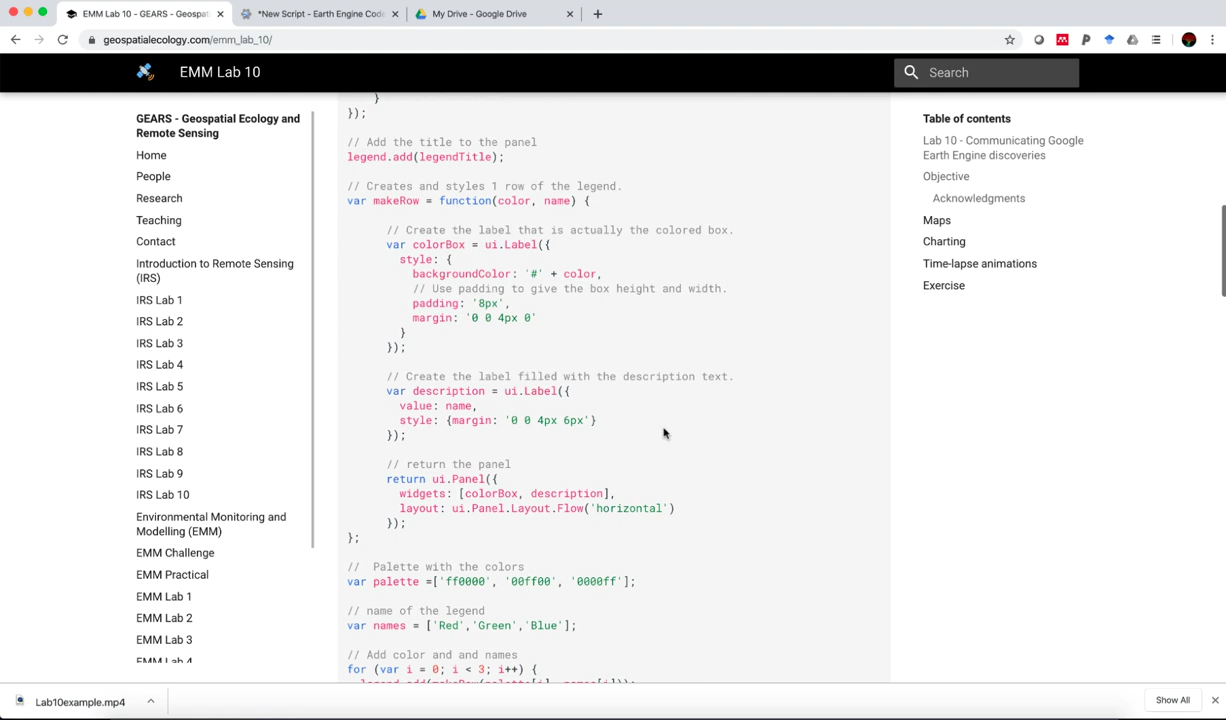 EMM Lab 10 - GEARS - Geospat
*New Script - Earth Engine Cod
My Drive - Google Drive
geospatialecology.com/emm_lab_10/
EMM Lab 10
Search
GEARS - Geospatial Ecology and
Remote Sensing
Home
People
Research
Teaching
Contact
Introduction to Remote Sensing
(IRS)
IRS Lab 1
IRS Lab 2
IRS Lab 3
IRS Lab 4
IRS Lab 5
IRS Lab 6
IRS Lab 7
IRS Lab 8
IRS Lab 9
IRS Lab 10
Environmental Monitoring and
Modelling (EMM)
EMM Challenge
EMM Practical
EMM Lab 1
EMM Lab 2
EMM Lab 3
EMM Lab 4
}
});
// Add the title to the panel
legend.add(legendTitle);
// Creates and styles 1 row of the legend.
var makeRow = function(color, name) {
// Create the label that is actually the colored box.
var colorBox = ui.Label({
style: {
backgroundColor: '#' + color,
// Use padding to give the box height and width.
padding: '8px',
margin: '0 0 4px 0'
}
});
// Create the label filled with the description text.
var description = ui.Label({
value: name,
style: {margin: '0 0 4px 6px'}
});
// return the panel
return ui.Panel({
widgets: [colorBox, description],
layout: ui.Panel.Layout.Flow('horizontal')
});
};
// Palette with the colors
var palette =['ff0000', '00ff00', '0000ff'];
// name of the legend
var names = ['Red','Green','Blue'];
// Add color and and names
for (var i = 0; i < 3; i++) {
legend.add(makeRow(palette[i], names[i]));
Table of contents
Lab 10 - Communicating Google
Earth Engine discoveries
Objective
Acknowledgments
Maps
Charting
Time-lapse animations
Exercise
Lab10example.mp4
Show All